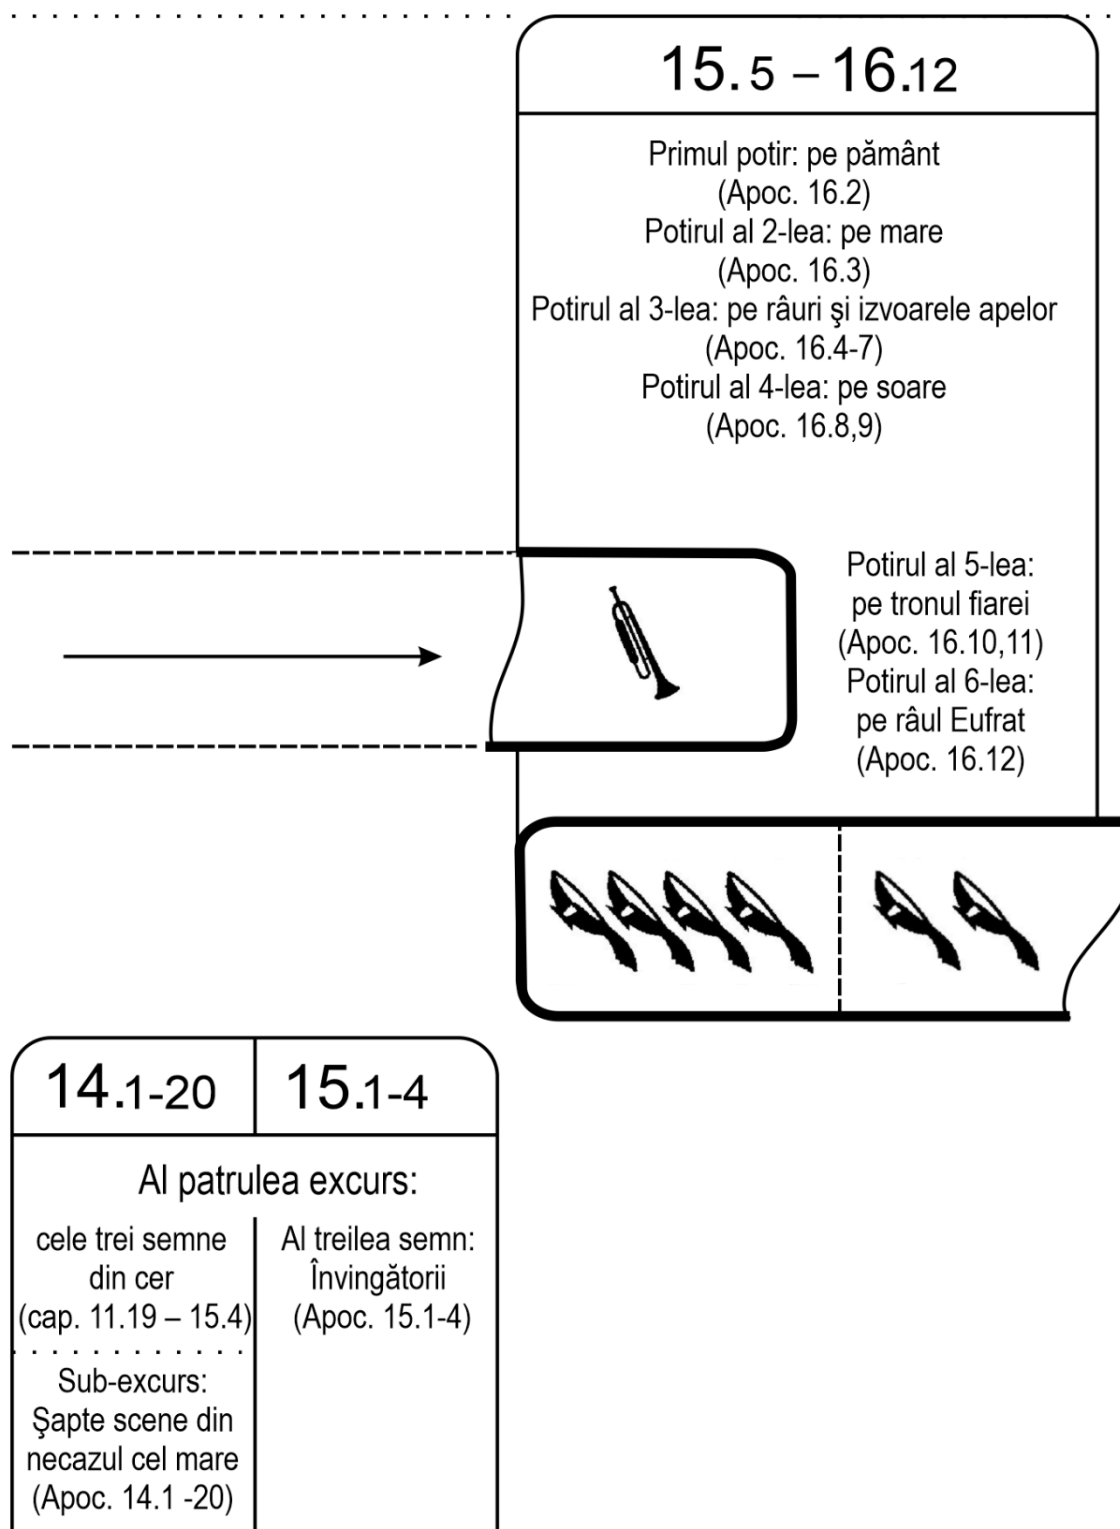 15.5 – 16.12
Primul potir: pe pământ
(Apoc. 16.2)
Potirul al 2-lea: pe mare
(Apoc. 16.3)
Potirul al 3-lea: pe râuri şi izvoarele apelor
(Apoc. 16.4-7)
Potirul al 4-lea: pe soare
(Apoc. 16.8,9)
Potirul al 5-lea:
pe tronul fiarei
(Apoc. 16.10,11)
Potirul al 6-lea:
pe râul Eufrat
(Apoc. 16.12)
14.1-20
15.1-4
Al patrulea excurs:
cele trei semne
din cer
(cap. 11.19 – 15.4)
Sub-excurs:
Şapte scene din
necazul cel mare
(Apoc. 14.1 -20)
Al treilea semn:
Învingătorii
(Apoc. 15.1-4)